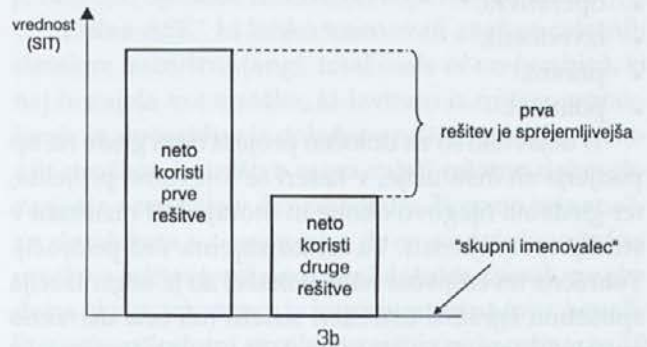 vrednost
(SIT)
neto
koristi
prve
rešitve
prva
rešitev je sprejemljivejša
neto
koristi
druge
rešitve
"skupni imenovalec"
3b